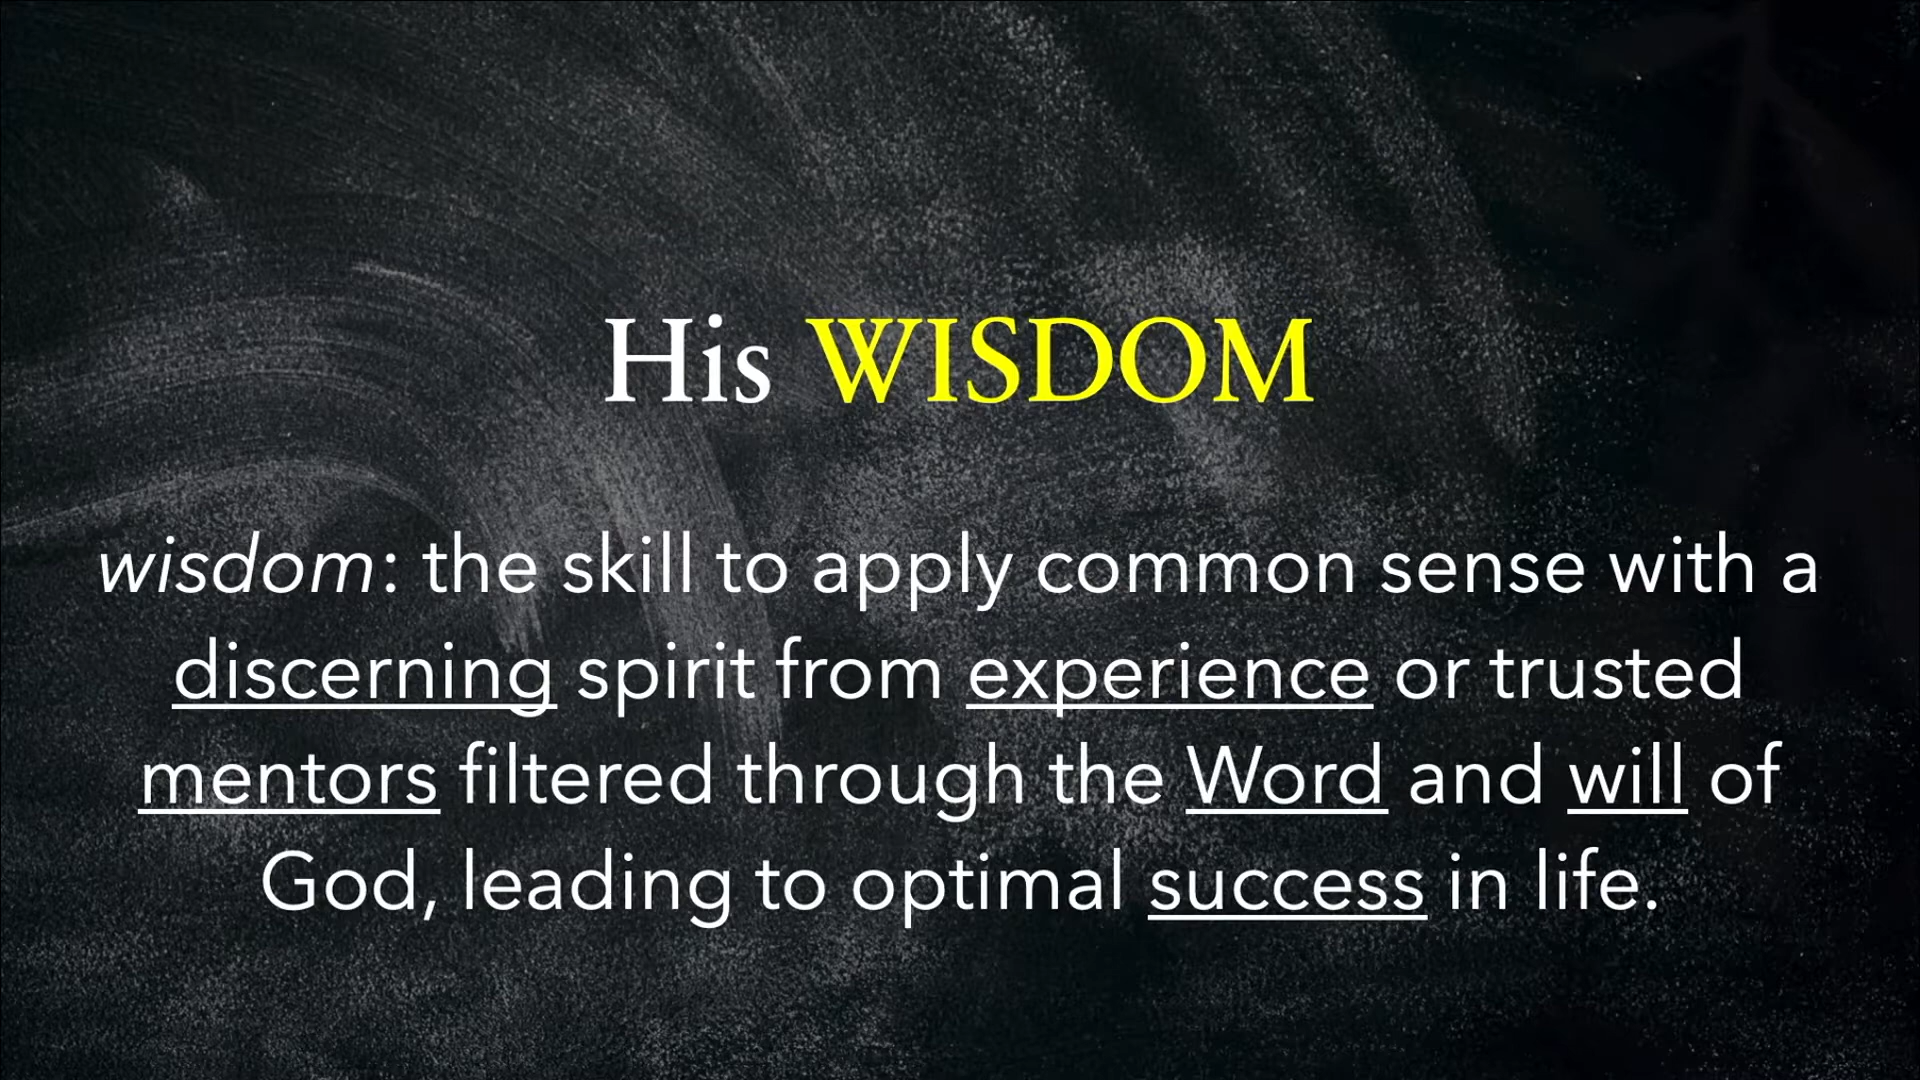 His WISDOM
wisdom: the skill to apply common sense with a
discerning spirit from experience or trusted
mentors filtered through the Word and will of
God, leading to optimal success in life.